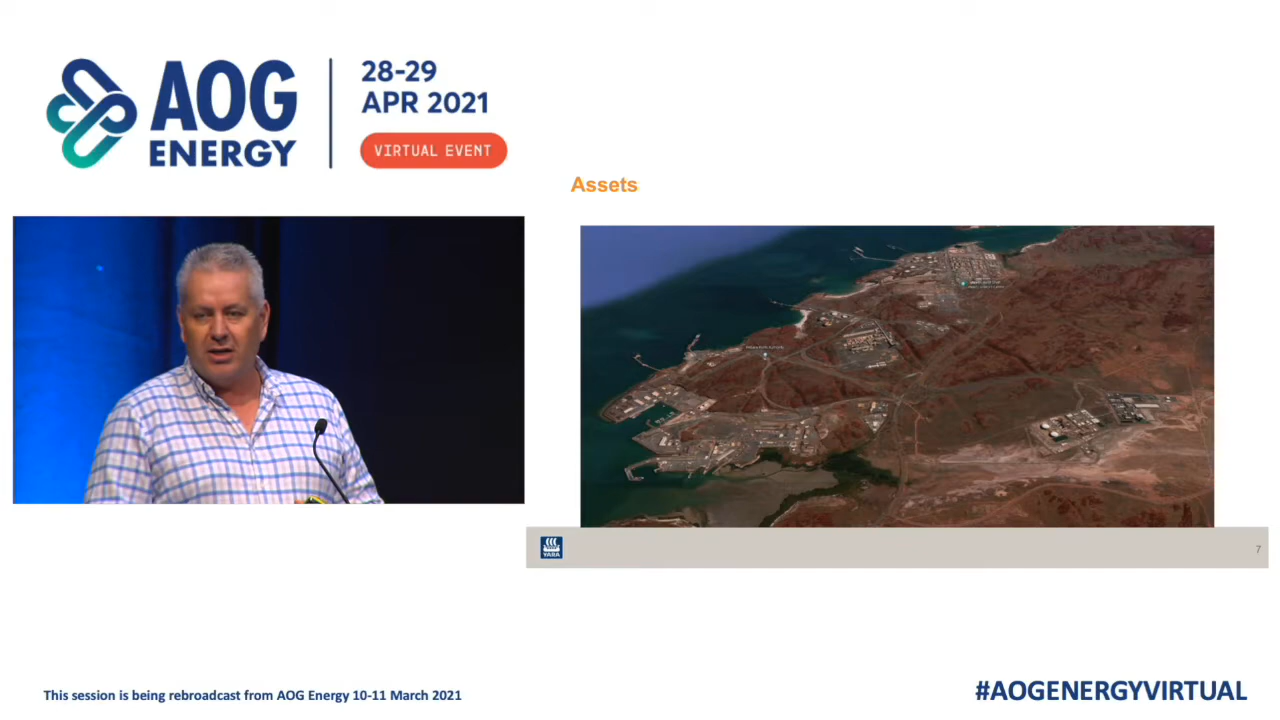 AOG
ENERGY
28-29
APR 2021
VIRTUAL EVENT
Assets
YARA
7
This session is being rebroadcast from AOG Energy 10-11 March 2021
#AOGENERGYVIRTUAL